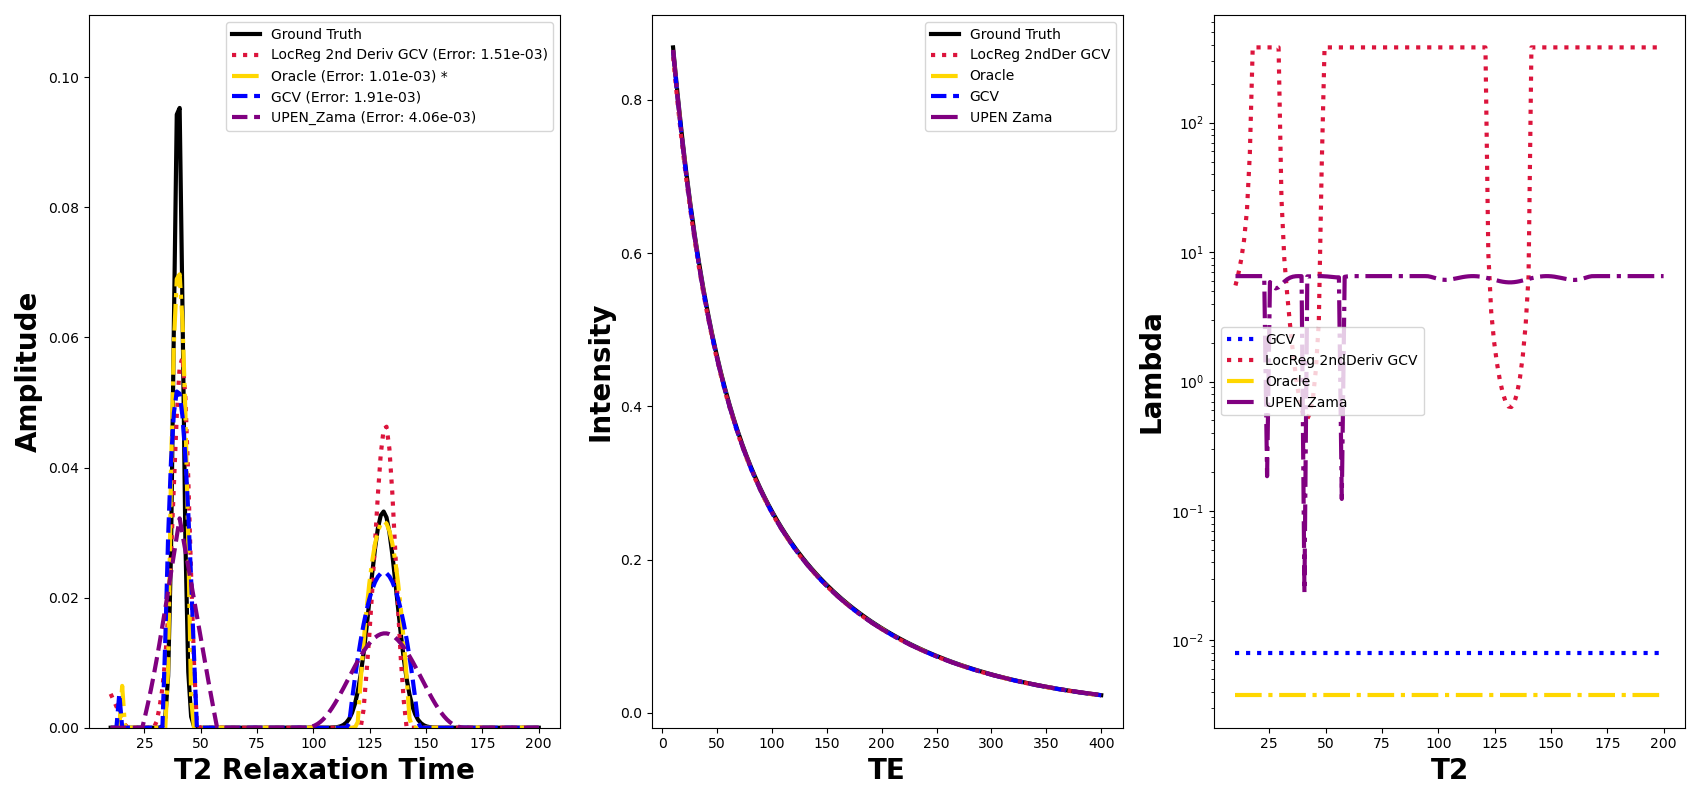 Amplitude
0.10
0.08
0.06
0.04
0.02
0.00
25 50 75 100 125 150 175 200
T2 Relaxation Time
Ground Truth
LocReg 2nd Deriv GCV (Error: 1.51e-03)
Oracle (Error: 1.01e-03) *
GCV (Error: 1.91e-03)
UPEN_Zama (Error: 4.06e-03)
Intensity
0.8
0.6
0.4
0.2
0.0
0 50 100 150 200 250 300 350 400
TE
Ground Truth
LocReg 2ndDer GCV
Oracle
GCV
UPEN Zama
Lambda
10²
10¹
10⁰
10⁻¹
10⁻²
25 50 75 100 125 150 175 200
T2
GCV
LocReg 2ndDeriv GCV
Oracle
UPEN Zama